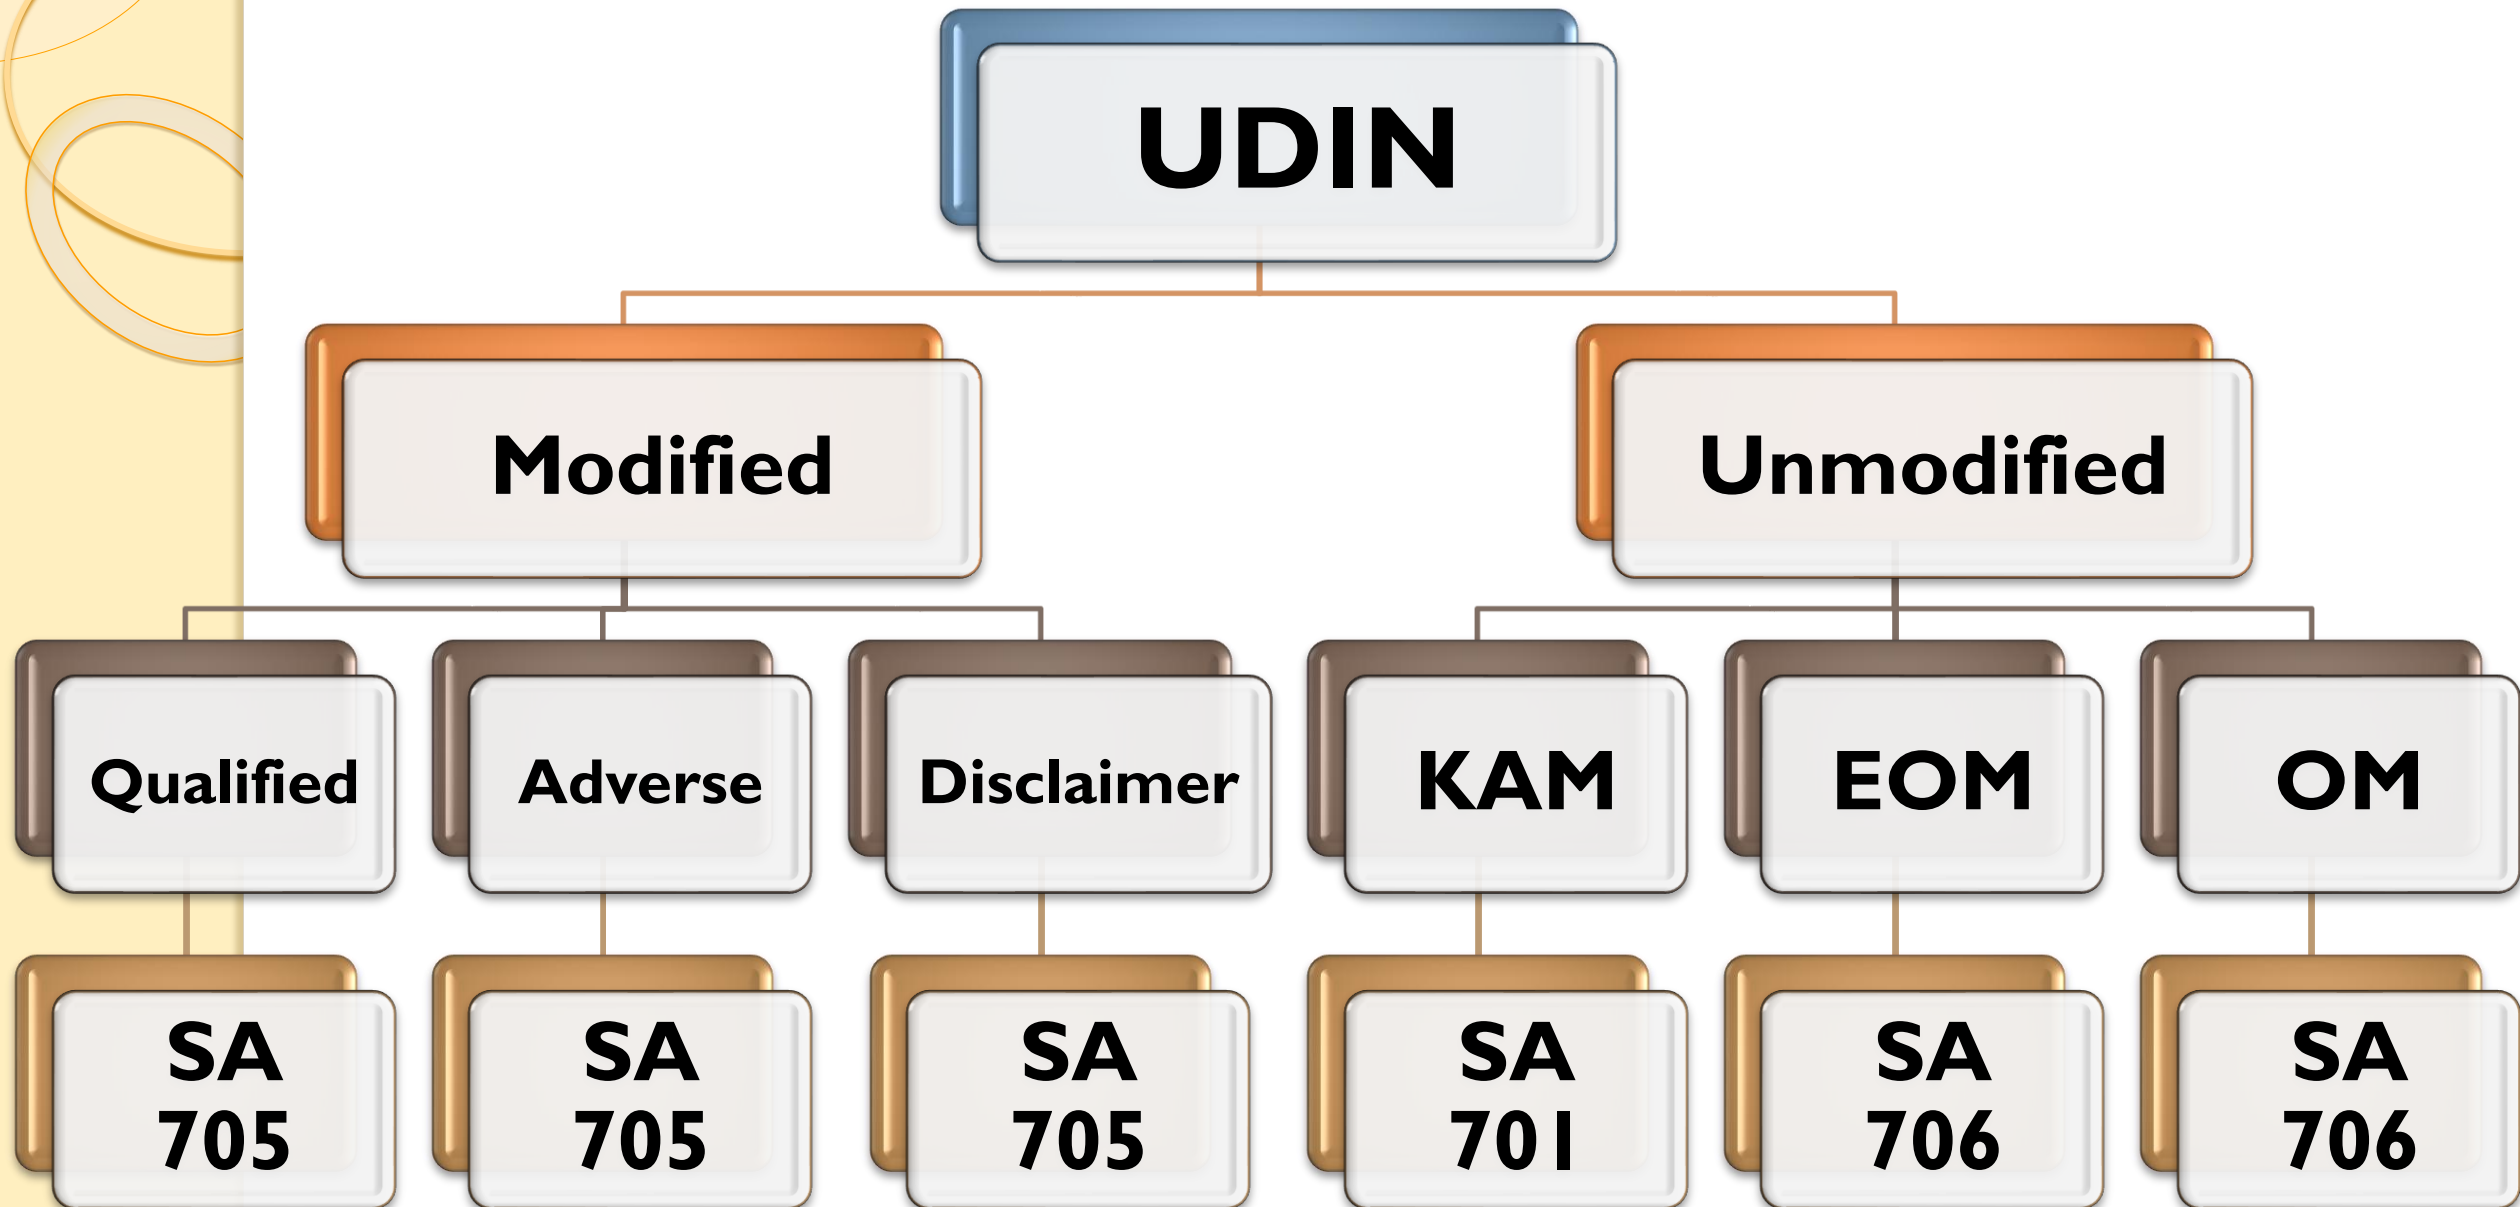 UDIN
Modified
Unmodified
Qualified
Adverse
Disclaimer
KAM
EOM
OM
SA
705
SA
705
SA
705
SA
701
SA
706
SA
706